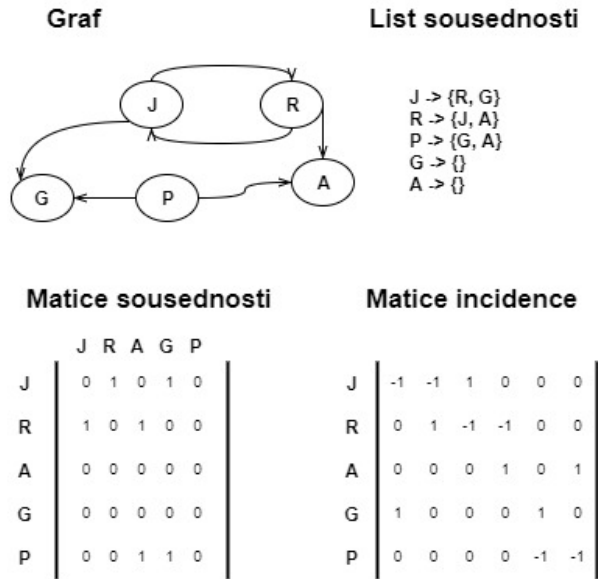 Graf
List sousednosti
J
R
G
P
A
J -> {R, G}
R -> {J, A}
P -> {G, A}
G -> {}
A -> {}
Matice sousednosti
J R A G P
J 0 1 0 1 0
R 1 0 1 0 0
A 0 0 0 0 0
G 0 0 0 0 0
P 0 0 1 1 0
Matice incidence
J -1 -1 1 0 0 0
R 0 1 -1 -1 0 0
A 0 0 0 1 0 1
G 1 0 0 0 1 0
P 0 0 0 0 -1 -1